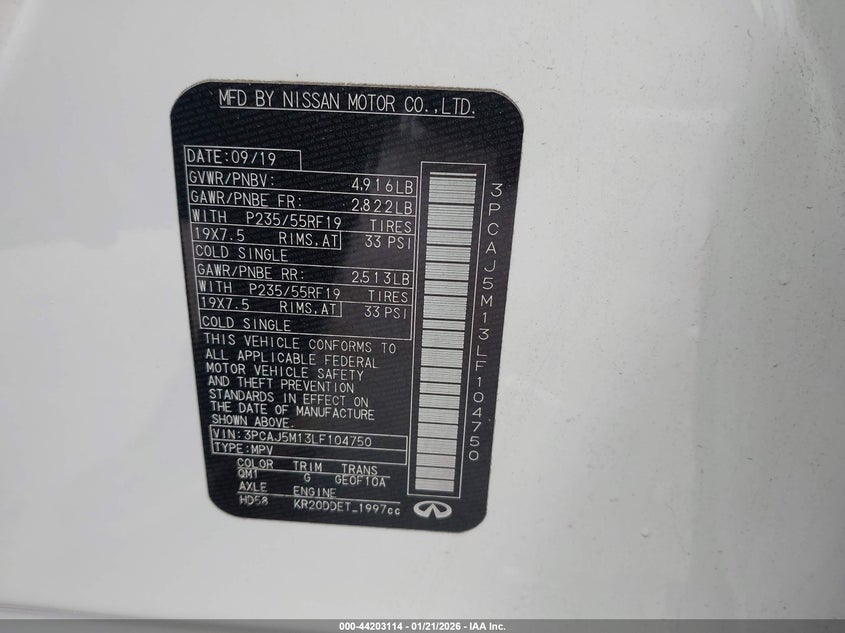 MFD BY NISSAN MOTOR CO.,LTD.
DATE:09/19
GVWR/PNBV: 4,916LB
GAWR/PNBE FR: 2,822LB
WITH P235/55RF19 TIRES
19X7.5 RIMS,AT 33 PSI
COLD SINGLE
GAWR/PNBE RR: 2,513LB
WITH P235/55RF19 TIRES
19X7.5 RIMS,AT 33 PSI
COLD SINGLE
THIS VEHICLE CONFORMS TO
ALL APPLICABLE FEDERAL
MOTOR VEHICLE SAFETY
AND THEFT PREVENTION
STANDARDS IN EFFECT ON
THE DATE OF MANUFACTURE
SHOWN ABOVE.
VIN: 3PCAJ5M13LF104750
TYPE: MPV
COLOR TRIM TRANS
QM1 G GE0F10A
AXLE ENGINE
HD58 KR20DDET_1997cc
3PCAJ5M13LF104750
000-44203114 - 01/21/2026 - IAA Inc.